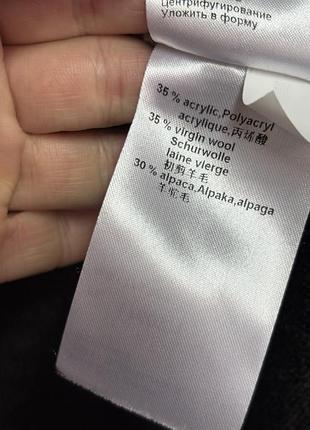 Центрифугирование
Уложить в форму
35 % acrylic,Polyacryl
acrylique,丙烯酸
35 % virgin wool
Schurwolle
laine vierge
初剪羊毛
30 % alpaca,Alpaka,alpaga
羊驼毛